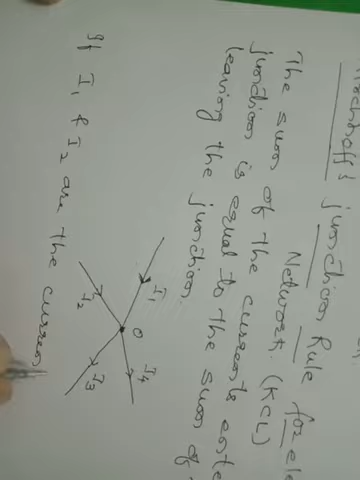 Kirchhoff's junction Rule for ele
Network. (KCL)
The sum of the currents ente
junction is equal to the sum of
leaving the junction.
I₁
I₂
O
I₄
I₃
If I₁ & I₂ are the curren